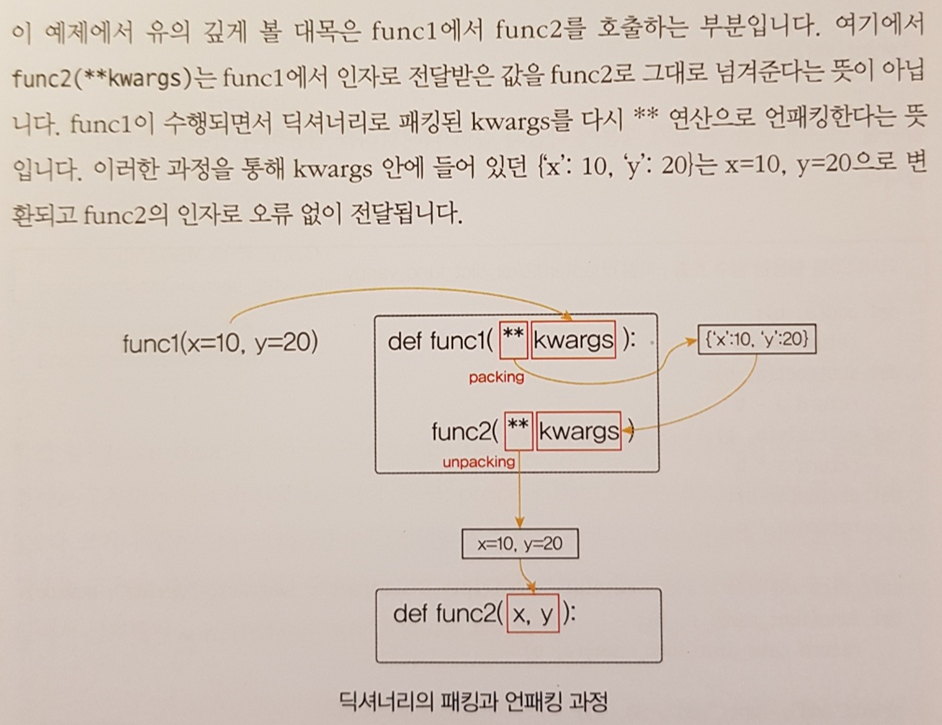 이 예제에서 유의 깊게 볼 대목은 func1에서 func2를 호출하는 부분입니다. 여기에서
func2(**kwargs)는 func1에서 인자로 전달받은 값을 func2로 그대로 넘겨준다는 뜻이 아닙
니다. func1이 수행되면서 딕셔너리로 패킹된 kwargs를 다시 ** 연산으로 언패킹한다는 뜻
입니다. 이러한 과정을 통해 kwargs 안에 들어 있던 {‘x’: 10, ‘y’: 20}는 x=10, y=20으로 변
환되고 func2의 인자로 오류 없이 전달됩니다.
func1(x=10, y=20)
def func1( ** kwargs ):
{‘x’:10, ‘y’:20}
packing
func2( ** kwargs )
unpacking
x=10, y=20
def func2( x, y ):
딕셔너리의 패킹과 언패킹 과정